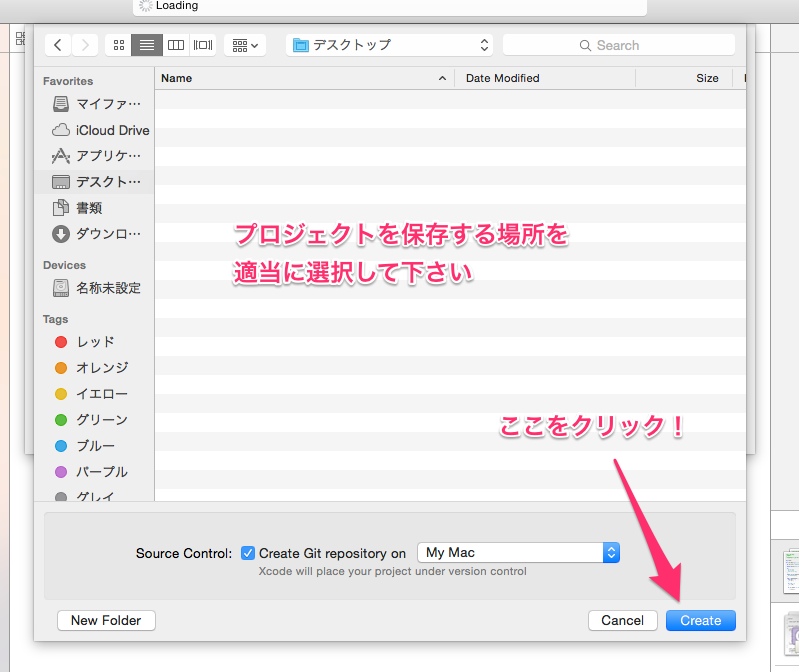 Loading
デスクトップ
Search
Favorites
マイファ…
iCloud Drive
アプリケ…
デスクト…
書類
ダウンロ…
Devices
名称未設定
Tags
レッド
オレンジ
イエロー
グリーン
ブルー
パープル
グレイ
Name
Date Modified
Size
プロジェクトを保存する場所を
適当に選択して下さい
ここをクリック！
Source Control:
Create Git repository on
My Mac
Xcode will place your project under version control
New Folder
Cancel
Create